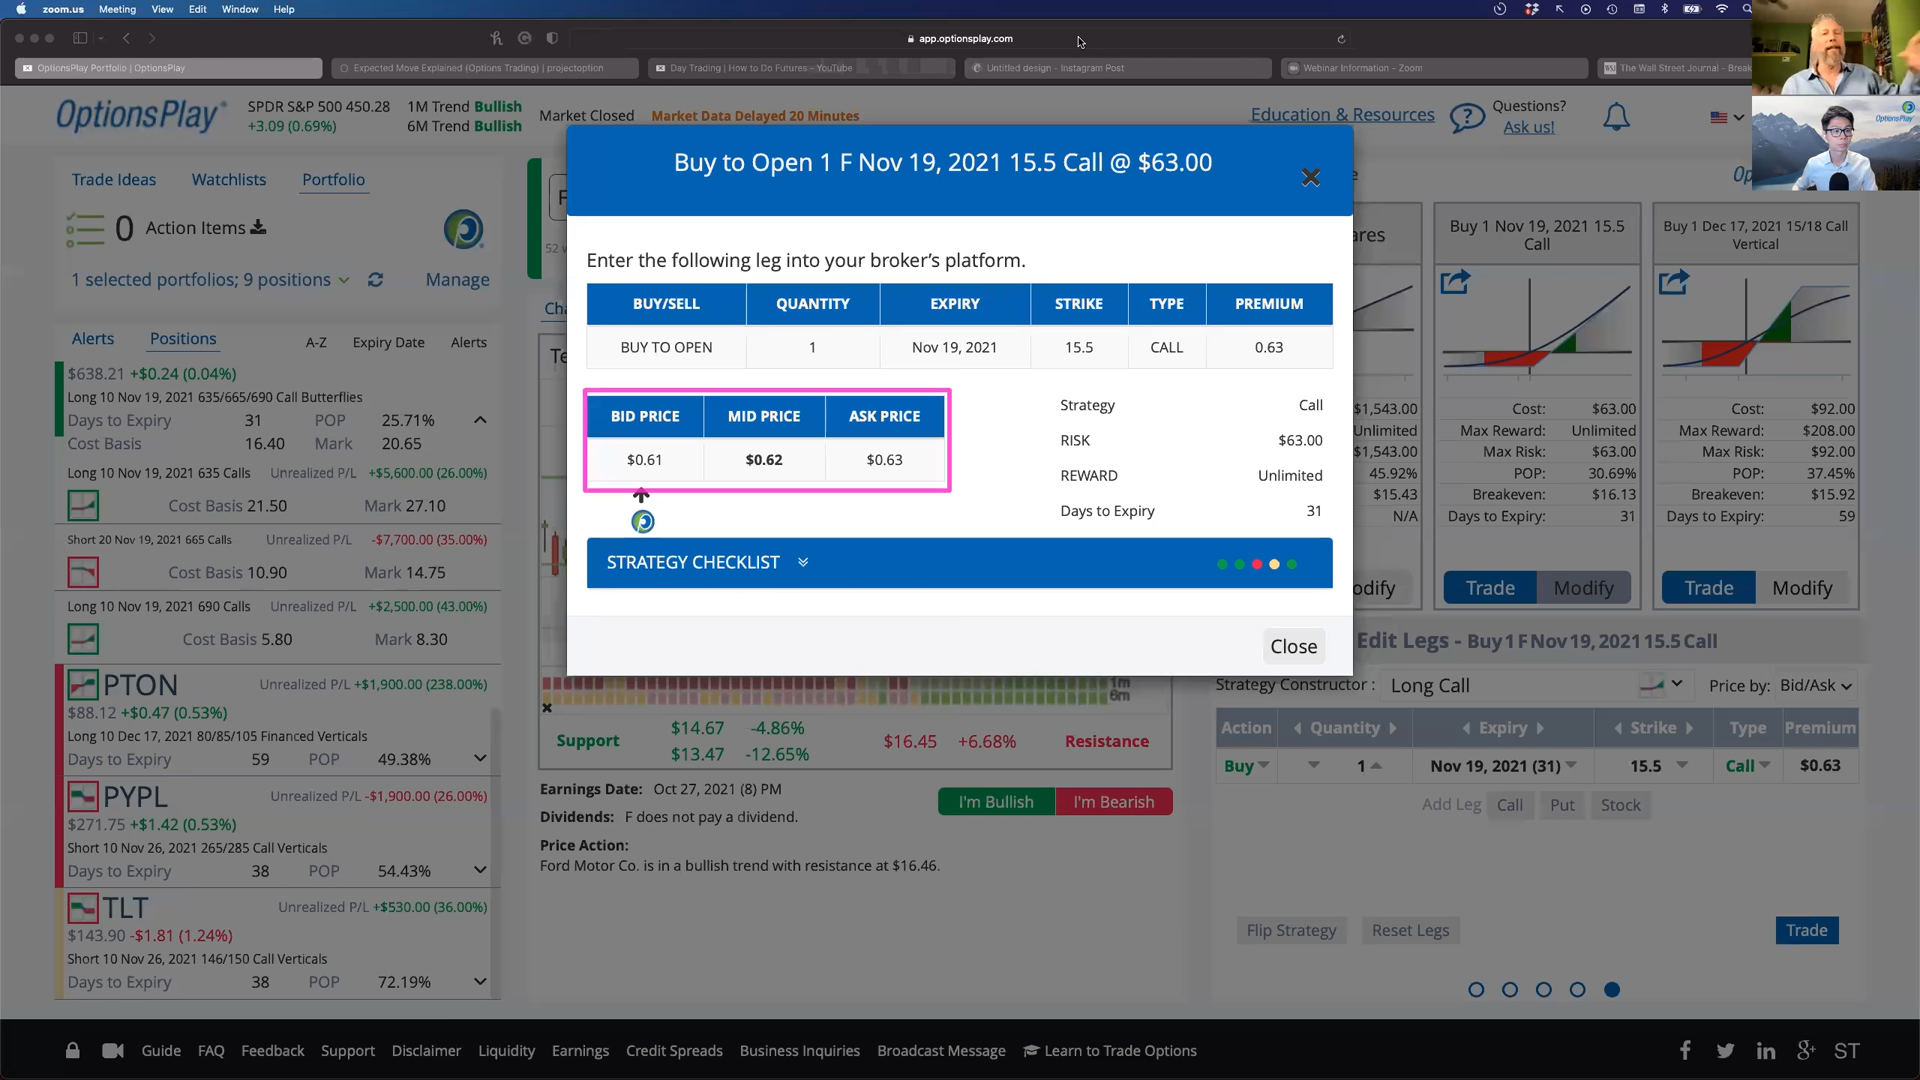 zoom.us Meeting View Edit Window Help
app.optionsplay.com
OptionsPlay Portfolio | OptionsPlay
Expected Move Explained (Options Trading) | projectoption
Day Trading | How to Do Futures – YouTube
Untitled design - Instagram Post
Webinar Information - Zoom
The Wall Street Journal - Break
OptionsPlay
SPDR S&P 500 450.28
+3.09 (0.69%)
1M Trend Bullish
6M Trend Bullish
Market Closed
Market Data Delayed 20 Minutes
Education & Resources
Questions?
Ask us!
OptionsPlay
Trade Ideas Watchlists Portfolio
0 Action Items
1 selected portfolios; 9 positions
Manage
Alerts Positions A-Z Expiry Date Alerts
$638.21 +$0.24 (0.04%)
Long 10 Nov 19, 2021 635/665/690 Call Butterflies
Days to Expiry 31 POP 25.71%
Cost Basis 16.40 Mark 20.65
Long 10 Nov 19, 2021 635 Calls Unrealized P/L +$5,600.00 (26.00%)
Cost Basis 21.50 Mark 27.10
Short 20 Nov 19, 2021 665 Calls Unrealized P/L -$7,700.00 (35.00%)
Cost Basis 10.90 Mark 14.75
Long 10 Nov 19, 2021 690 Calls Unrealized P/L +$2,500.00 (43.00%)
Cost Basis 5.80 Mark 8.30
PTON Unrealized P/L +$1,900.00 (238.00%)
$88.12 +$0.47 (0.53%)
Long 10 Dec 17, 2021 80/85/105 Financed Verticals
Days to Expiry 59 POP 49.38%
PYPL Unrealized P/L -$1,900.00 (26.00%)
$271.75 +$1.42 (0.53%)
Short 10 Nov 26, 2021 265/285 Call Verticals
Days to Expiry 38 POP 54.43%
TLT Unrealized P/L +$530.00 (36.00%)
$143.90 -$1.81 (1.24%)
Short 10 Nov 26, 2021 146/150 Call Verticals
Days to Expiry 38 POP 72.19%
Buy to Open 1 F Nov 19, 2021 15.5 Call @ $63.00
Enter the following leg into your broker's platform.
BUY/SELL QUANTITY EXPIRY STRIKE TYPE PREMIUM
BUY TO OPEN 1 Nov 19, 2021 15.5 CALL 0.63
BID PRICE MID PRICE ASK PRICE
$0.61 $0.62 $0.63
Strategy Call
RISK $63.00
REWARD Unlimited
Days to Expiry 31
STRATEGY CHECKLIST
Close
52 w
Cha
Te
1m
6m
Support $14.67 -4.86%
$13.47 -12.65%
$16.45 +6.68% Resistance
Earnings Date: Oct 27, 2021 (8) PM
Dividends: F does not pay a dividend.
I'm Bullish I'm Bearish
Price Action:
Ford Motor Co. is in a bullish trend with resistance at $16.46.
ares
$1,543.00
Unlimited
$1,543.00
45.92%
$15.43
N/A
odify
Buy 1 Nov 19, 2021 15.5
Call
Cost: $63.00
Max Reward: Unlimited
Max Risk: $63.00
POP: 30.69%
Breakeven: $16.13
Days to Expiry: 31
Trade Modify
Buy 1 Dec 17, 2021 15/18 Call
Vertical
Cost: $92.00
Max Reward: $208.00
Max Risk: $92.00
POP: 37.45%
Breakeven: $15.92
Days to Expiry: 59
Trade Modify
Edit Legs - Buy 1 F Nov 19, 2021 15.5 Call
Strategy Constructor : Long Call Price by: Bid/Ask
Action Quantity Expiry Strike Type Premium
Buy 1 Nov 19, 2021 (31) 15.5 Call $0.63
Add Leg Call Put Stock
Flip Strategy Reset Legs Trade
Guide FAQ Feedback Support Disclaimer Liquidity Earnings Credit Spreads Business Inquiries Broadcast Message Learn to Trade Options
ST